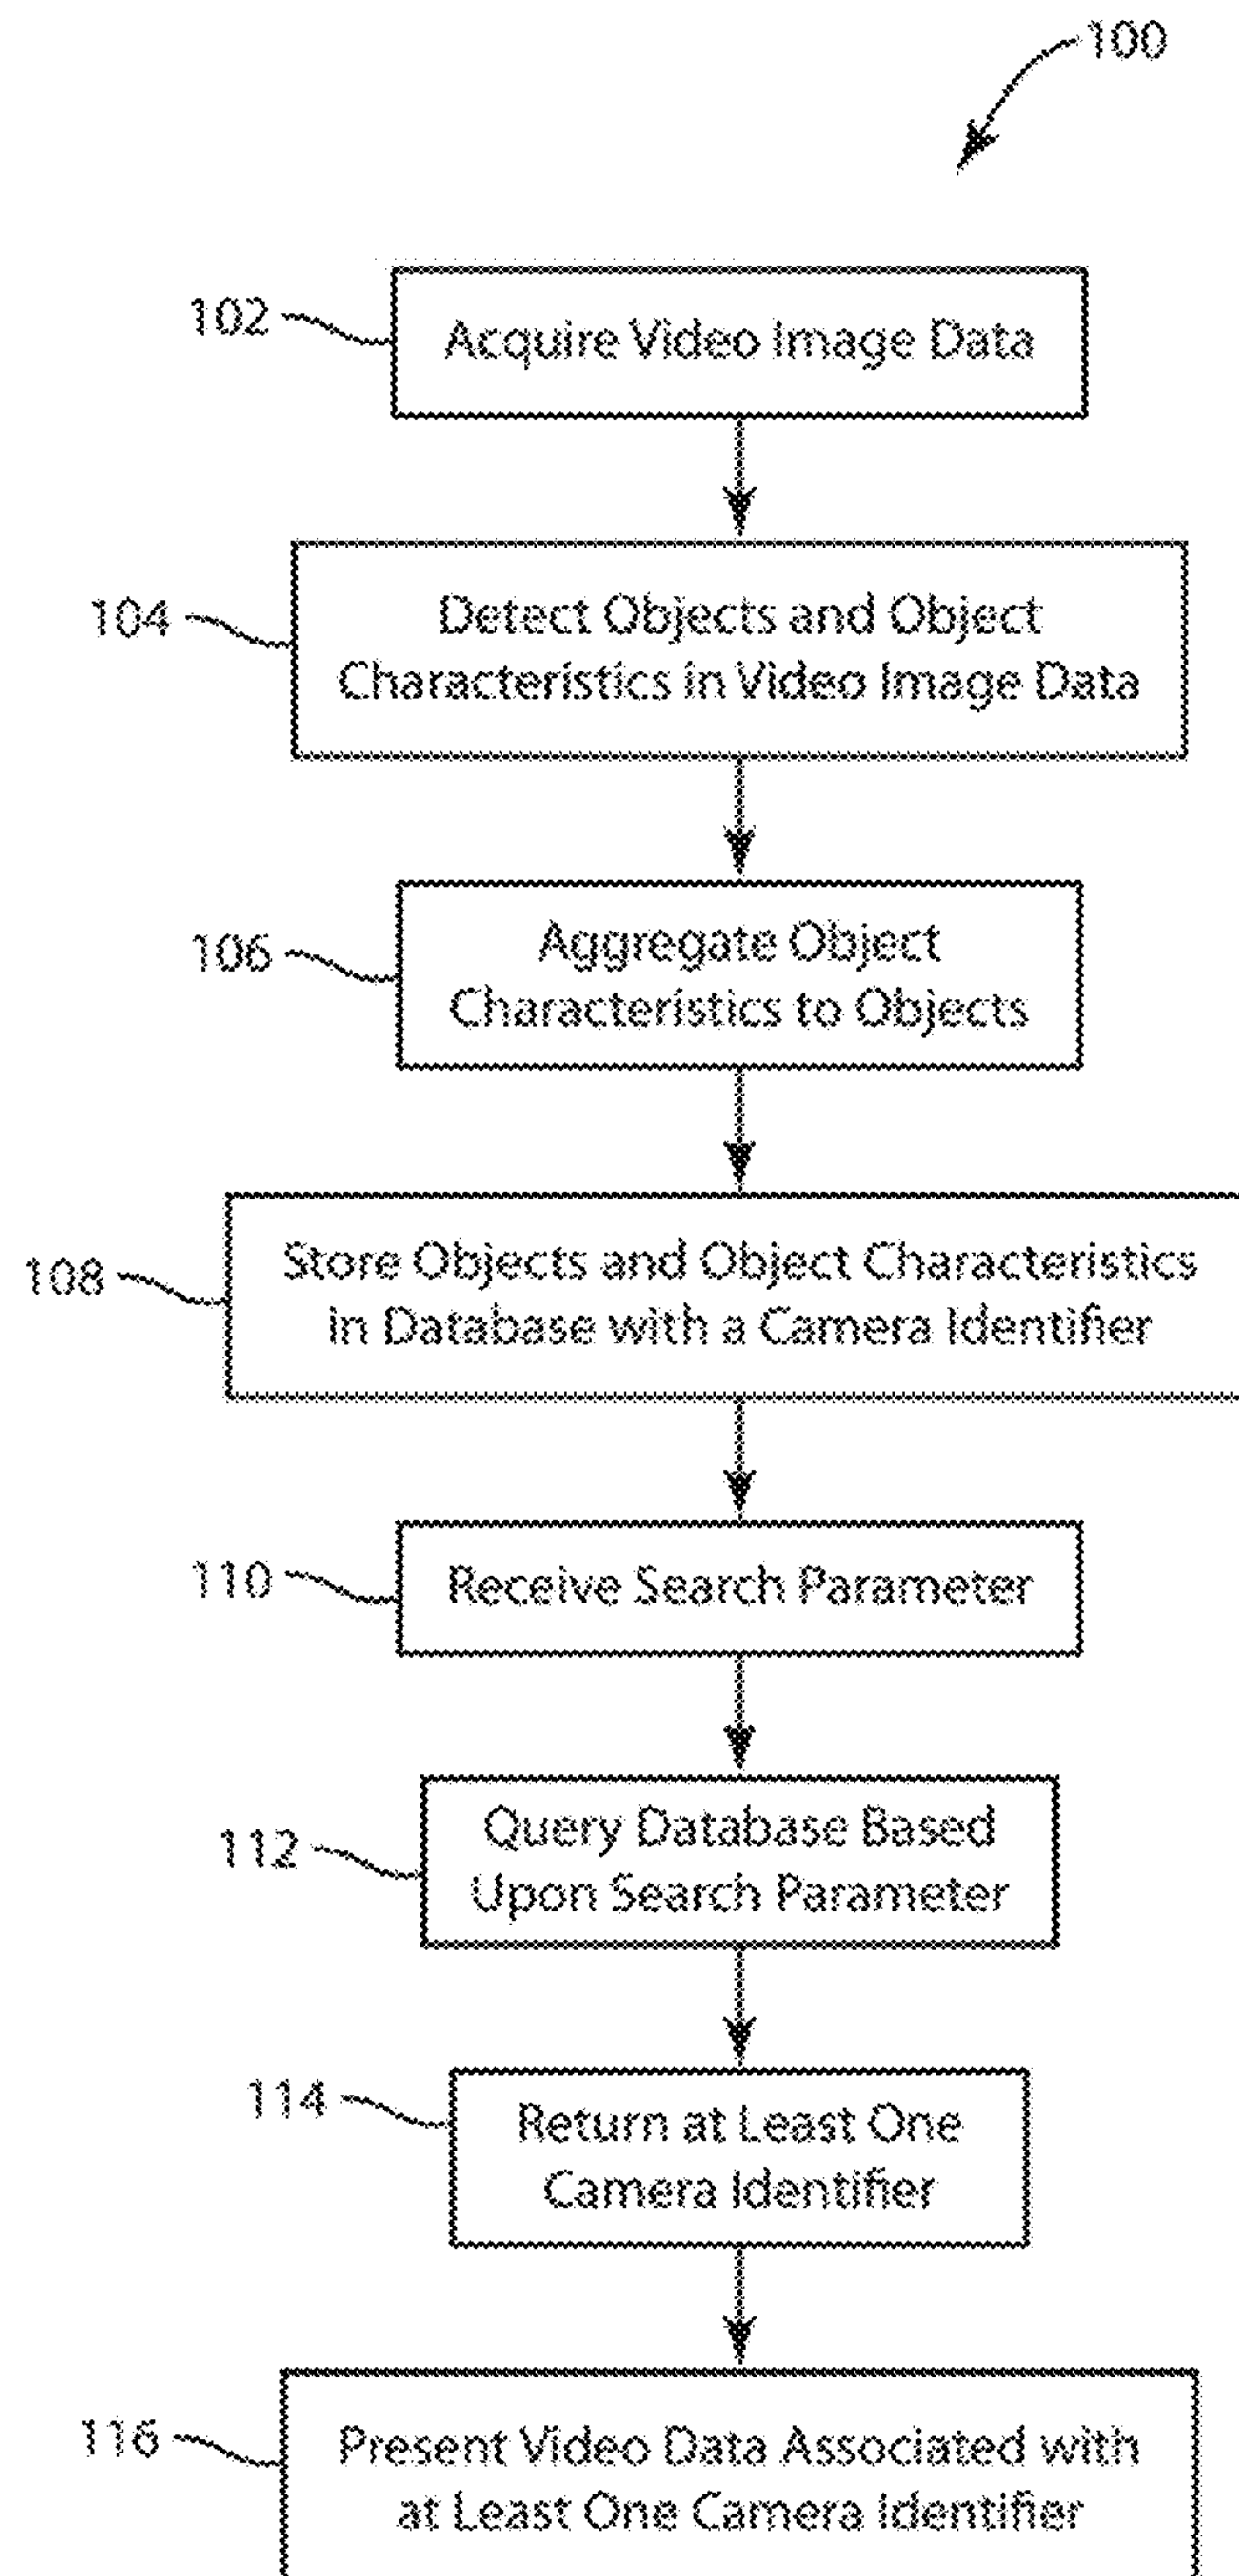 100
102
Acquire Video Image Data
104
Detect Objects and Object
Characteristics in Video Image Data
106
Aggregate Object
Characteristics to Objects
108
Store Objects and Object Characteristics
in Database with a Camera Identifier
110
Receive Search Parameter
112
Query Database Based
Upon Search Parameter
114
Return at Least One
Camera Identifier
116
Present Video Data Associated with
at Least One Camera Identifier